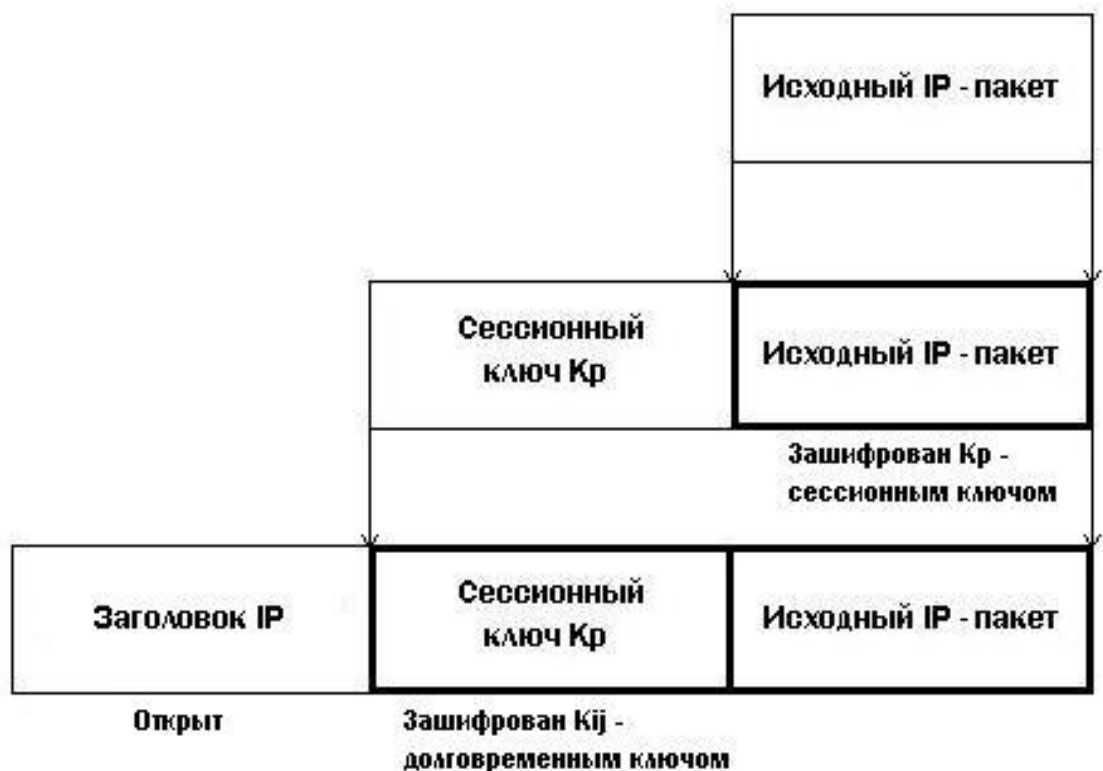 Исходный IP - пакет
Сессионный
ключ Кр
Исходный IP - пакет
Зашифрован Кр -
сессионным ключом
Заголовок IP
Сессионный
ключ Кр
Исходный IP - пакет
Открыт
Зашифрован Kij -
долговременным ключом